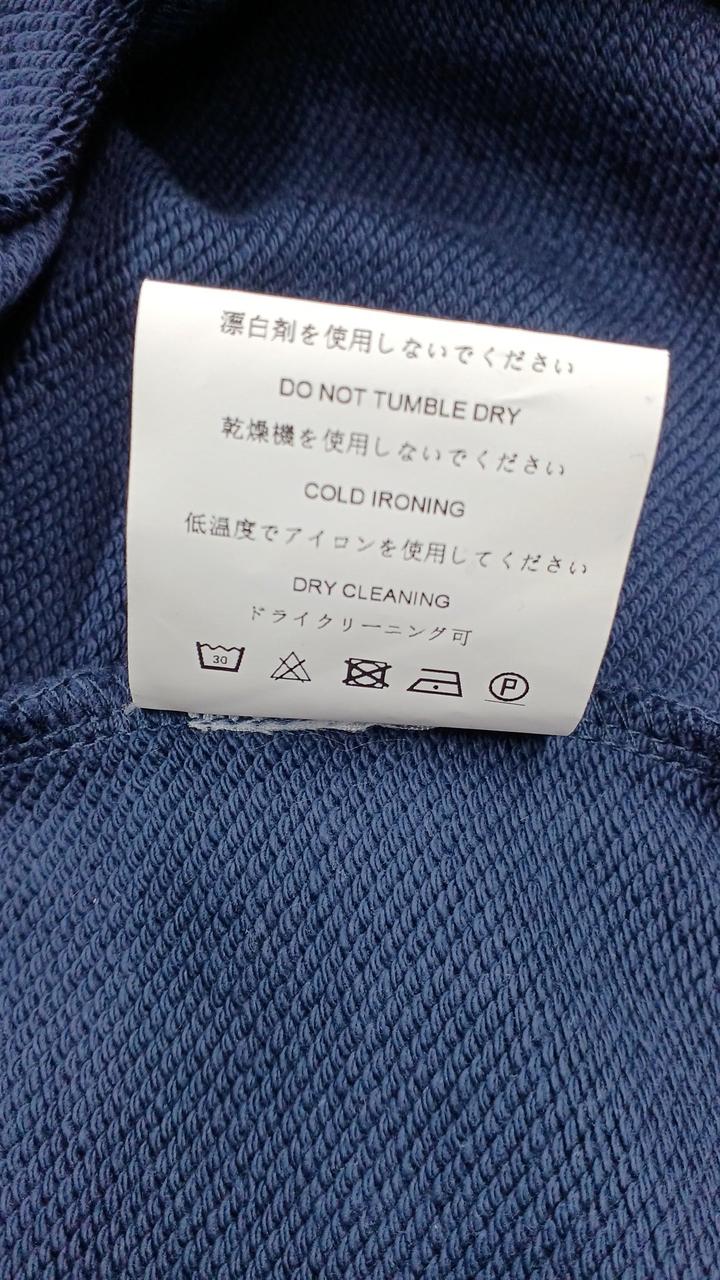 漂白剤を使用しないでください
DO NOT TUMBLE DRY
乾燥機を使用しないでください
COLD IRONING
低温度でアイロンを使用してください
DRY CLEANING
ドライクリーニング可
30 P